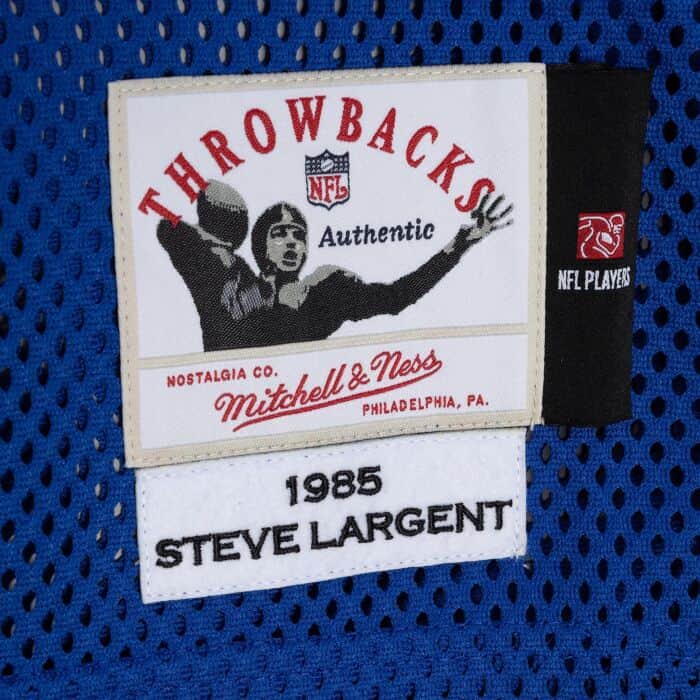 THROWBACKS
NFL
Authentic
NOSTALGIA CO.
Mitchell & Ness
PHILADELPHIA, PA.
NFL PLAYERS
1985
STEVE LARGENT